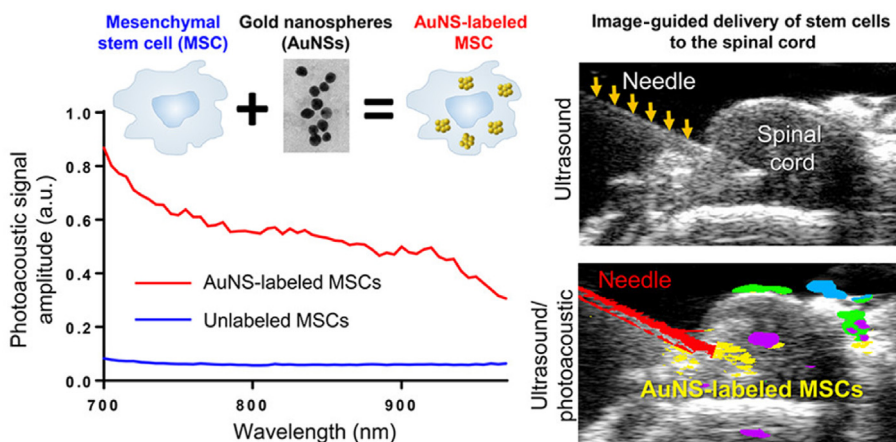 Mesenchymal
stem cell (MSC)
Gold nanospheres
(AuNSs)
AuNS-labeled
MSC
Photoacoustic signal
amplitude (a.u.)
1.0
0.8
0.6
0.4
0.2
0.0
AuNS-labeled MSCs
Unlabeled MSCs
700
800
900
Wavelength (nm)
Image-guided delivery of stem cells
to the spinal cord
Ultrasound
Needle
Spinal
cord
Ultrasound/
photoacoustic
Needle
AuNS-labeled MSCs